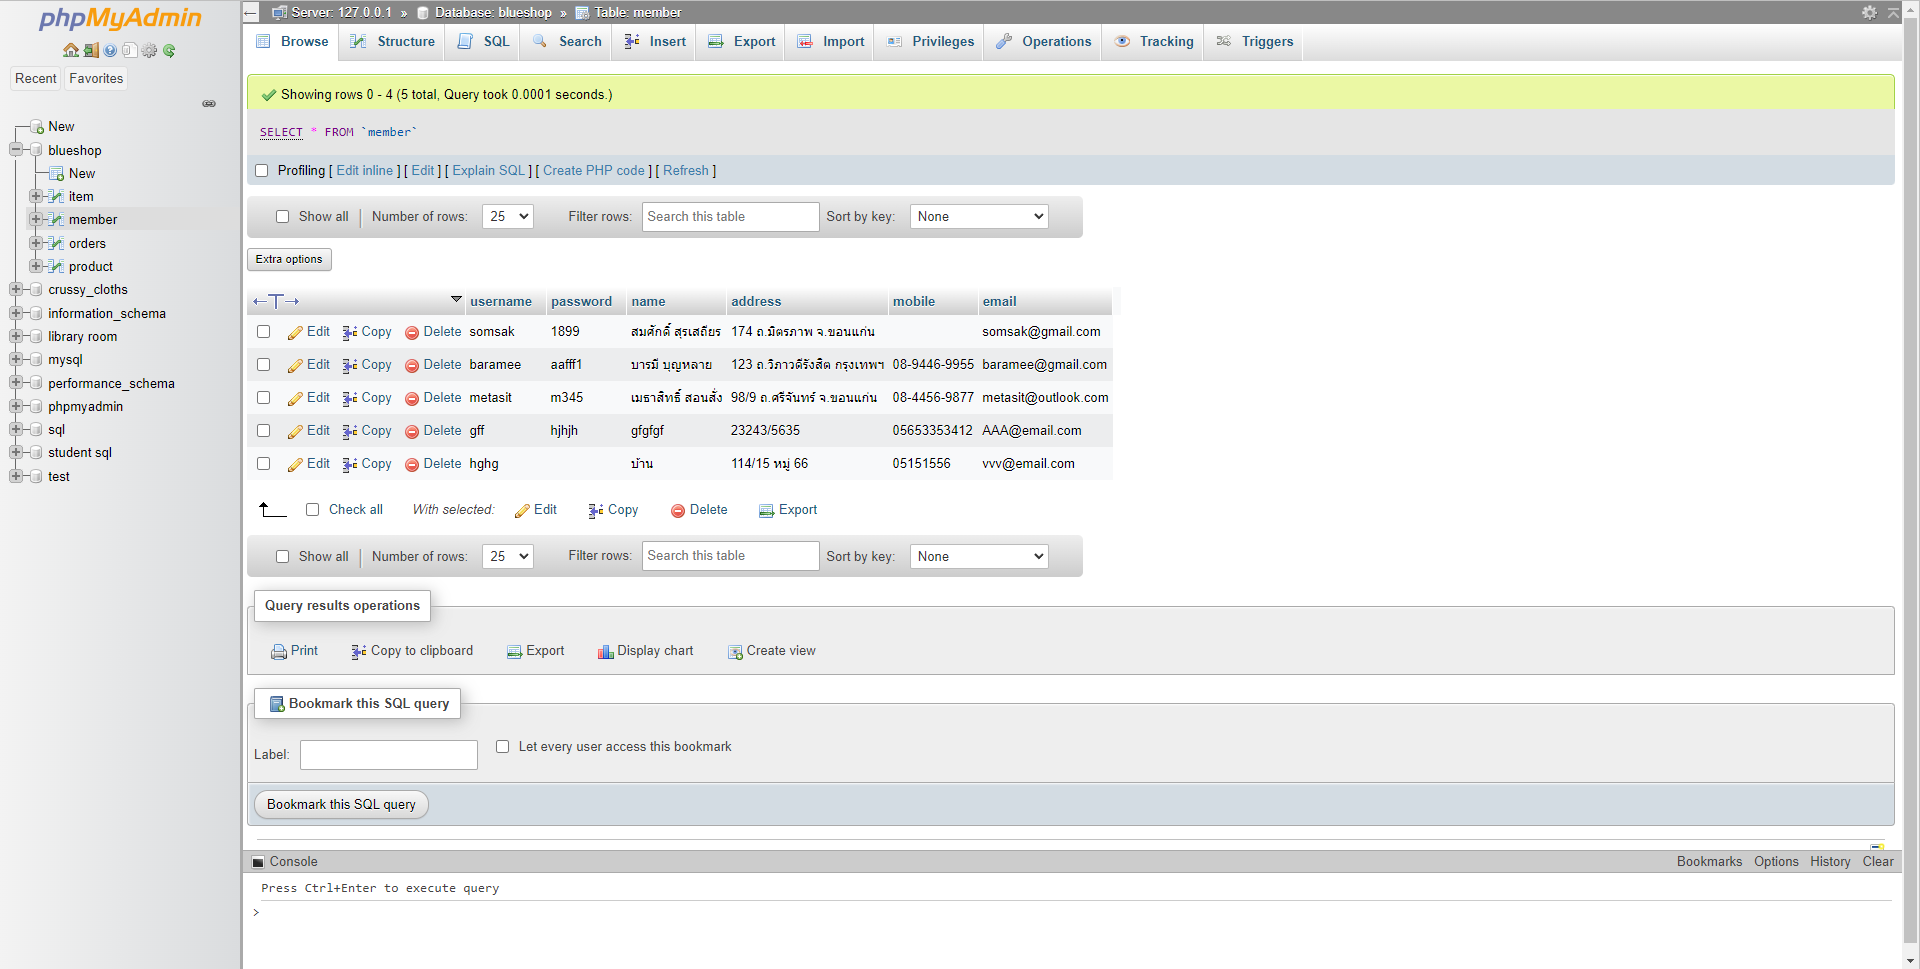 phpMyAdmin
Recent Favorites
New
blueshop
New
item
member
orders
product
crussy_cloths
information_schema
library room
mysql
performance_schema
phpmyadmin
sql
student sql
test
Server: 127.0.0.1 » Database: blueshop » Table: member
Browse Structure SQL Search Insert Export Import Privileges Operations Tracking Triggers
Showing rows 0 - 4 (5 total, Query took 0.0001 seconds.)
SELECT * FROM `member`
Profiling [ Edit inline ] [ Edit ] [ Explain SQL ] [ Create PHP code ] [ Refresh ]
Show all Number of rows: 25 Filter rows: Search this table Sort by key: None
Extra options
←T→ username password name address mobile email
Edit Copy Delete somsak 1899 สมศักดิ์ สุรเสถียร 174 ถ.มิตรภาพ จ.ขอนแก่น somsak@gmail.com
Edit Copy Delete baramee aafff1 บารมี บุญหลาย 123 ถ.วิภาวดีรังสิต กรุงเทพฯ 08-9446-9955 baramee@gmail.com
Edit Copy Delete metasit m345 เมธาสิทธิ์ สอนสั่ง 98/9 ถ.ศรีจันทร์ จ.ขอนแก่น 08-4456-9877 metasit@outlook.com
Edit Copy Delete gff hjhjh gfgfgf 23243/5635 05653353412 AAA@email.com
Edit Copy Delete hghg บ้าน 114/15 หมู่ 66 05151556 vvv@email.com
Check all With selected: Edit Copy Delete Export
Show all Number of rows: 25 Filter rows: Search this table Sort by key: None
Query results operations
Print Copy to clipboard Export Display chart Create view
Bookmark this SQL query
Label: Let every user access this bookmark
Bookmark this SQL query
Console Bookmarks Options History Clear
Press Ctrl+Enter to execute query
>